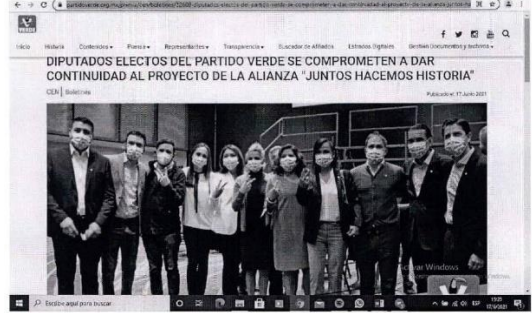 VERDE
Inicio Historia Contenidos Prensa Representantes Transparencia Buscador de Afiliados Estrados Digitales Gestión Documentos y Archivos
DIPUTADOS ELECTOS DEL PARTIDO VERDE SE COMPROMETEN A DAR
CONTINUIDAD AL PROYECTO DE LA ALIANZA "JUNTOS HACEMOS HISTORIA"
CEN | Boletines
Publicado el: 17 Junio 2021
Activar Windows
Escribe aquí para buscar
ESP